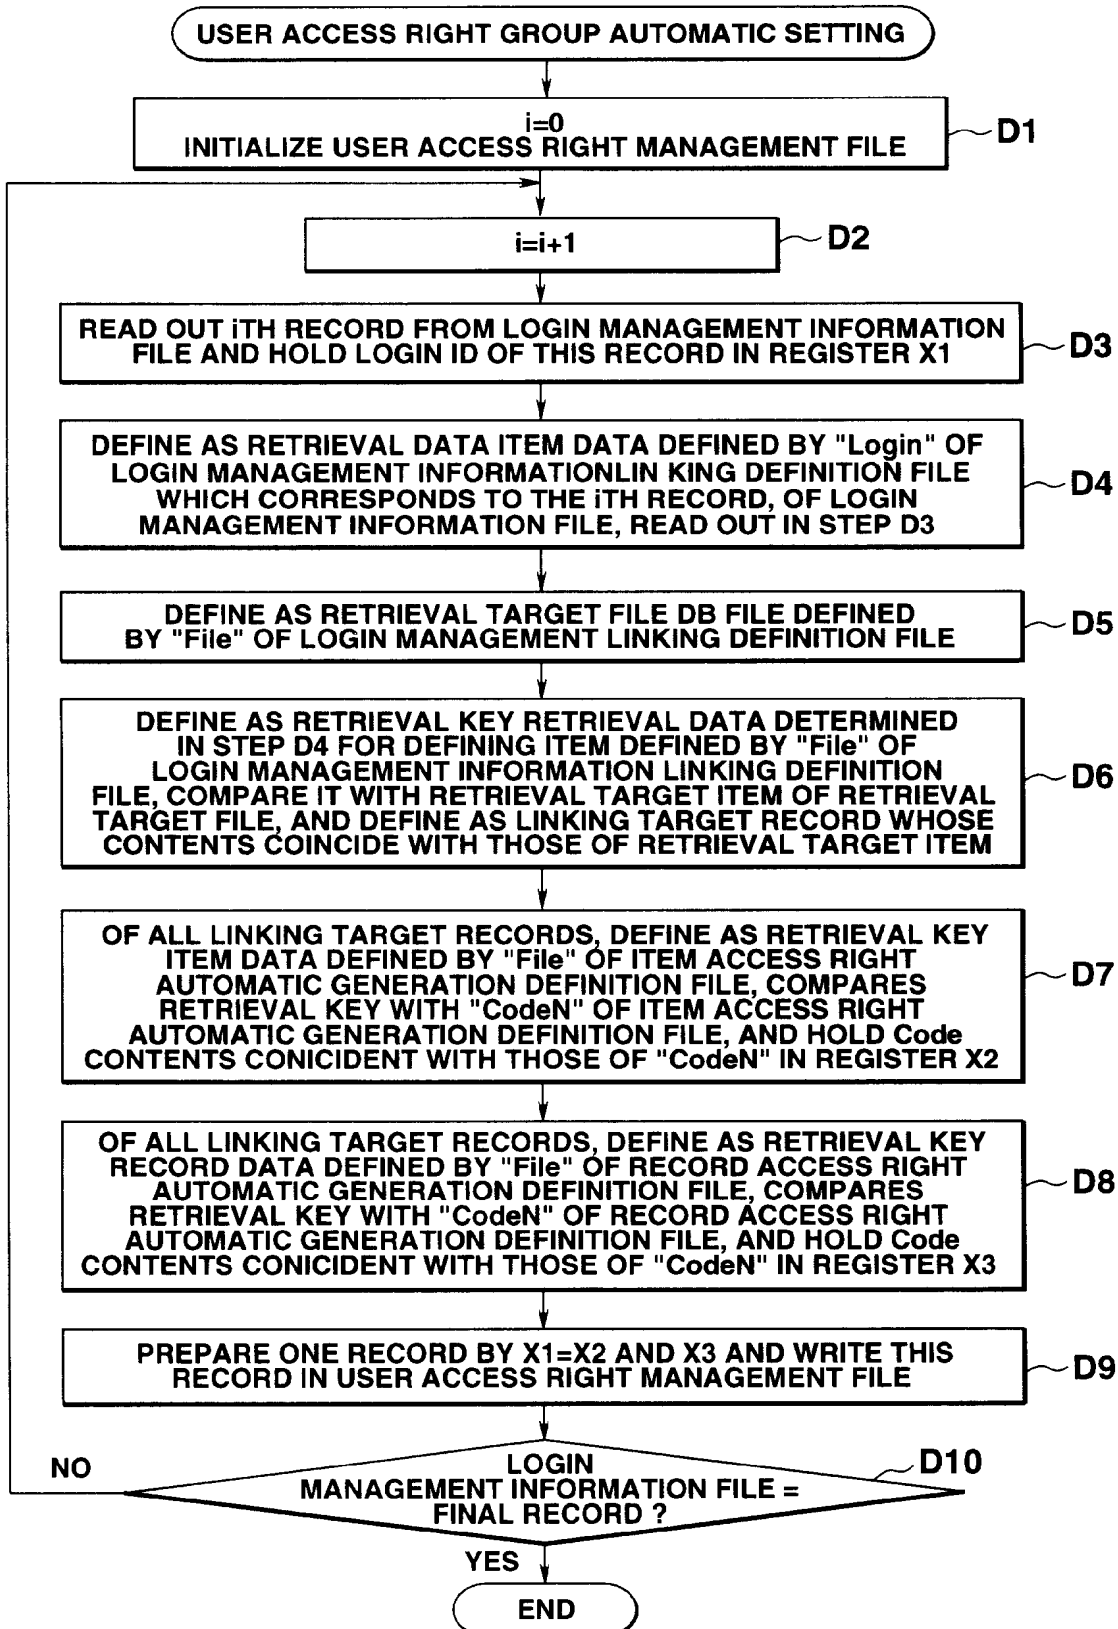 USER ACCESS RIGHT GROUP AUTOMATIC SETTING
i=0
INITIALIZE USER ACCESS RIGHT MANAGEMENT FILE
D1
i=i+1
D2
READ OUT iTH RECORD FROM LOGIN MANAGEMENT INFORMATION
FILE AND HOLD LOGIN ID OF THIS RECORD IN REGISTER X1
D3
DEFINE AS RETRIEVAL DATA ITEM DATA DEFINED BY "Login" OF
LOGIN MANAGEMENT INFORMATIONLIN KING DEFINITION FILE
WHICH CORRESPONDS TO THE iTH RECORD, OF LOGIN
MANAGEMENT INFORMATION FILE, READ OUT IN STEP D3
D4
DEFINE AS RETRIEVAL TARGET FILE DB FILE DEFINED
BY "File" OF LOGIN MANAGEMENT LINKING DEFINITION FILE
D5
DEFINE AS RETRIEVAL KEY RETRIEVAL DATA DETERMINED
IN STEP D4 FOR DEFINING ITEM DEFINED BY "File" OF
LOGIN MANAGEMENT INFORMATION LINKING DEFINITION
FILE, COMPARE IT WITH RETRIEVAL TARGET ITEM OF RETRIEVAL
TARGET FILE, AND DEFINE AS LINKING TARGET RECORD WHOSE
CONTENTS COINCIDE WITH THOSE OF RETRIEVAL TARGET ITEM
D6
OF ALL LINKING TARGET RECORDS, DEFINE AS RETRIEVAL KEY
ITEM DATA DEFINED BY "File" OF ITEM ACCESS RIGHT
AUTOMATIC GENERATION DEFINITION FILE, COMPARES
RETRIEVAL KEY WITH "CodeN" OF ITEM ACCESS RIGHT
AUTOMATIC GENERATION DEFINITION FILE, AND HOLD Code
CONTENTS CONICIDENT WITH THOSE OF "CodeN" IN REGISTER X2
D7
OF ALL LINKING TARGET RECORDS, DEFINE AS RETRIEVAL KEY
RECORD DATA DEFINED BY "File" OF RECORD ACCESS RIGHT
AUTOMATIC GENERATION DEFINITION FILE, COMPARES
RETRIEVAL KEY WITH "CodeN" OF RECORD ACCESS RIGHT
AUTOMATIC GENERATION DEFINITION FILE, AND HOLD Code
CONTENTS CONICIDENT WITH THOSE OF "CodeN" IN REGISTER X3
D8
PREPARE ONE RECORD BY X1=X2 AND X3 AND WRITE THIS
RECORD IN USER ACCESS RIGHT MANAGEMENT FILE
D9
LOGIN
MANAGEMENT INFORMATION FILE =
FINAL RECORD ?
D10
NO
YES
END